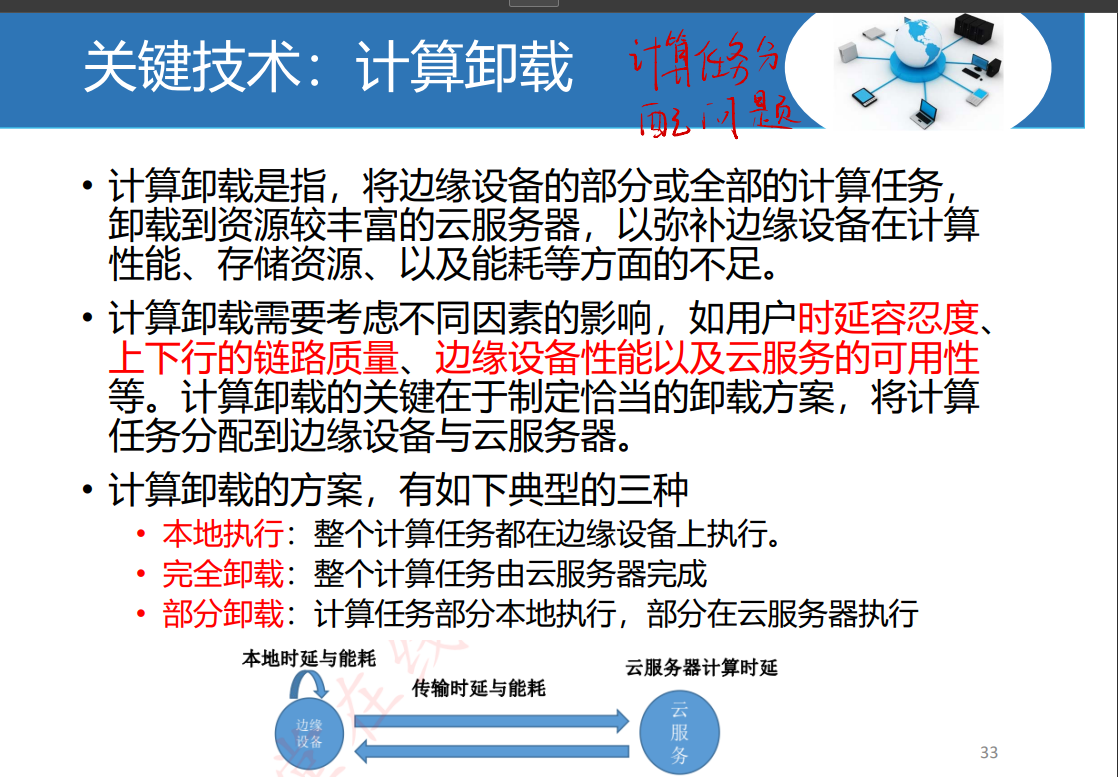 关键技术：计算卸载
计算任务分
配问题
• 计算卸载是指，将边缘设备的部分或全部的计算任务，
卸载到资源较丰富的云服务器，以弥补边缘设备在计算
性能、存储资源、以及能耗等方面的不足。
• 计算卸载需要考虑不同因素的影响，如用户时延容忍度、
上下行的链路质量、边缘设备性能以及云服务的可用性
等。计算卸载的关键在于制定恰当的卸载方案，将计算
任务分配到边缘设备与云服务器。
• 计算卸载的方案，有如下典型的三种
• 本地执行：整个计算任务都在边缘设备上执行。
• 完全卸载：整个计算任务由云服务器完成
• 部分卸载：计算任务部分本地执行，部分在云服务器执行
本地时延与能耗
传输时延与能耗
云服务器计算时延
边缘
设备
云
服
务
33